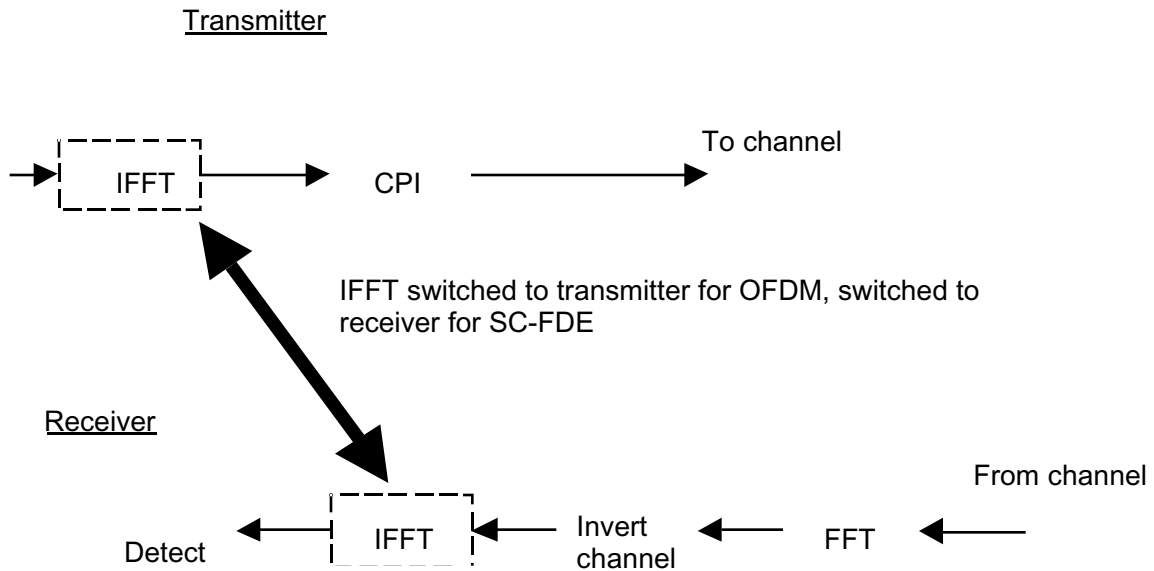 Transmitter
To channel
IFFT
CPI
IFFT switched to transmitter for OFDM, switched to
receiver for SC-FDE
Receiver
From channel
Detect
IFFT
Invert
channel
FFT